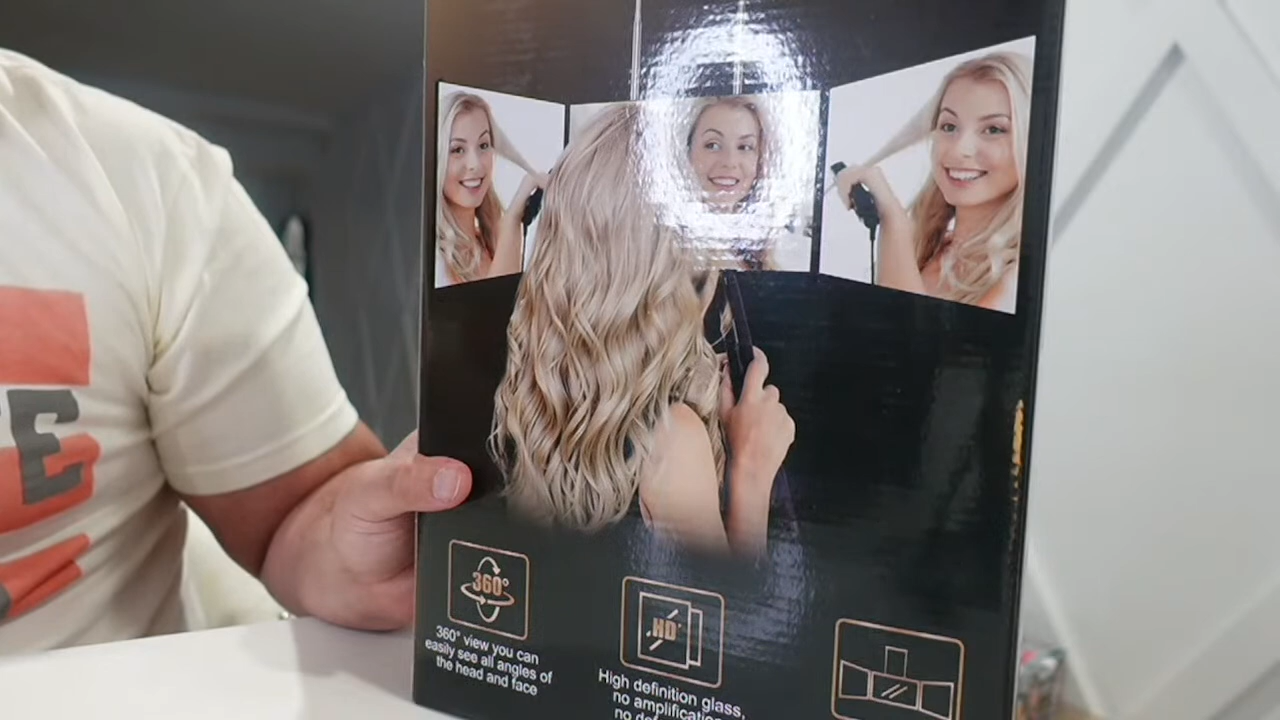 E
360°
360° view you can
easily see all angles of
the head and face
HD
High definition glass,
no amplification,
no